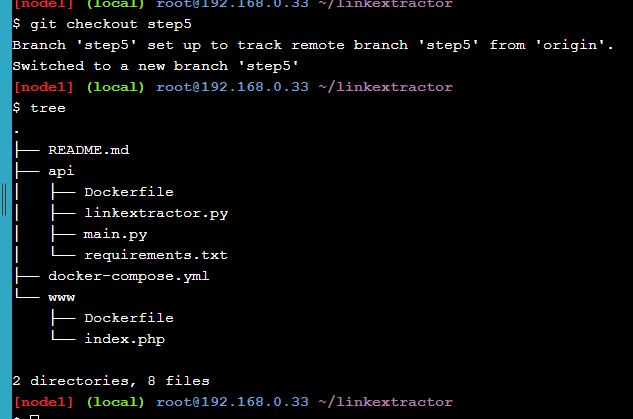 [node1] (local) root@192.168.0.33 ~/linkextractor
$ git checkout step5
Branch 'step5' set up to track remote branch 'step5' from 'origin'.
Switched to a new branch 'step5'
[node1] (local) root@192.168.0.33 ~/linkextractor
$ tree
.
├── README.md
├── api
│   ├── Dockerfile
│   ├── linkextractor.py
│   ├── main.py
│   └── requirements.txt
├── docker-compose.yml
└── www
    ├── Dockerfile
    └── index.php

2 directories, 8 files
[node1] (local) root@192.168.0.33 ~/linkextractor
$